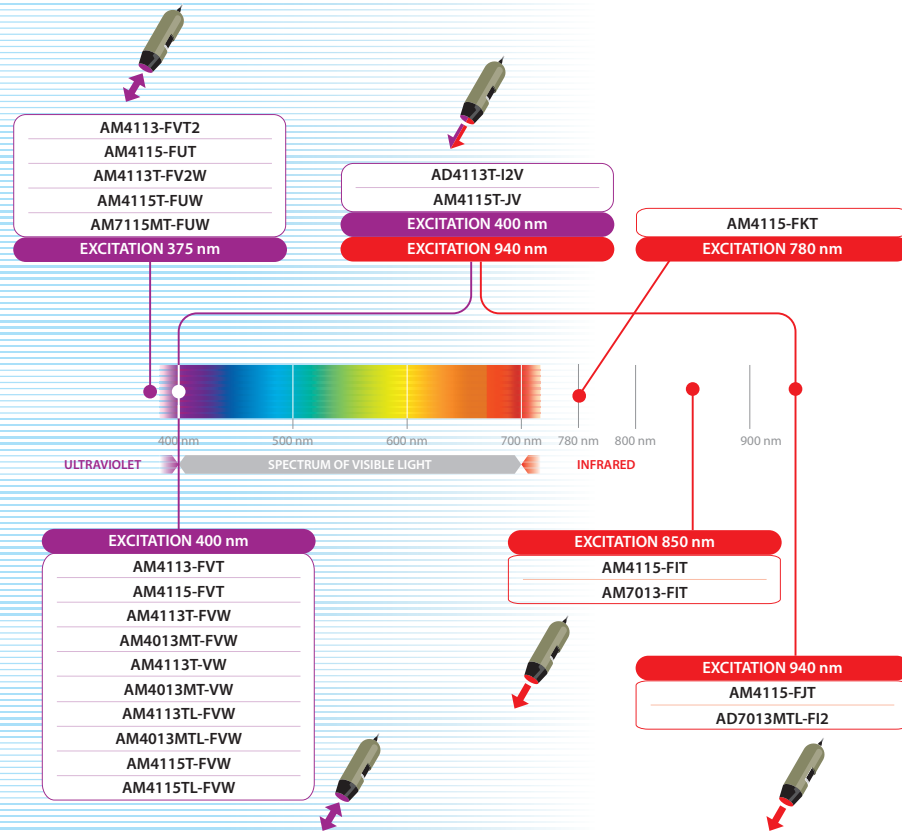 AM4113-FVT2
AM4115-FUT
AM4113T-FV2W
AM4115T-FUW
AM7115MT-FUW
EXCITATION 375 nm
AD4113T-I2V
AM4115T-JV
EXCITATION 400 nm
EXCITATION 940 nm
AM4115-FKT
EXCITATION 780 nm
400 nm
500 nm
600 nm
700 nm
780 nm
800 nm
900 nm
ULTRAVIOLET
SPECTRUM OF VISIBLE LIGHT
INFRARED
EXCITATION 400 nm
AM4113-FVT
AM4115-FVT
AM4113T-FVW
AM4013MT-FVW
AM4113T-VW
AM4013MT-VW
AM4113TL-FVW
AM4013MTL-FVW
AM4115T-FVW
AM4115TL-FVW
EXCITATION 850 nm
AM4115-FIT
AM7013-FIT
EXCITATION 940 nm
AM4115-FJT
AD7013MTL-FI2